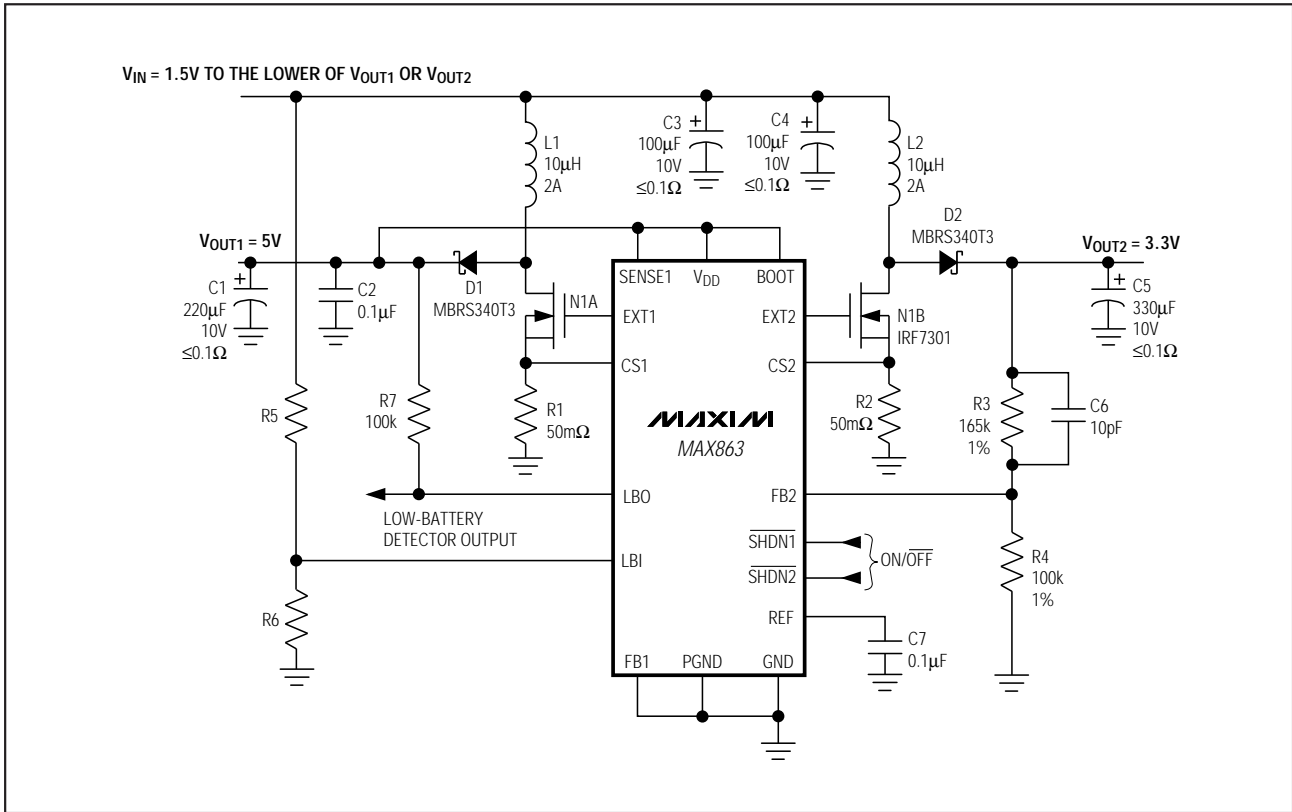 VIN = 1.5V TO THE LOWER OF VOUT1 OR VOUT2
L1
10µH
2A
C3
+
100µF
10V
≤0.1Ω
C4
+
100µF
10V
≤0.1Ω
L2
10µH
2A
D2
MBRS340T3
VOUT1 = 5V
VOUT2 = 3.3V
C1
+
220µF
10V
≤0.1Ω
C2
0.1µF
D1
MBRS340T3
N1A
SENSE1
VDD
BOOT
EXT1
EXT2
N1B
IRF7301
+
C5
330µF
10V
≤0.1Ω
CS1
CS2
R5
R7
100k
R1
50mΩ
MAXIM
MAX863
R2
50mΩ
R3
165k
1%
C6
10pF
LBO
FB2
LOW-BATTERY
DETECTOR OUTPUT
SHDN1
SHDN2
ON/OFF
LBI
R4
100k
1%
R6
REF
C7
0.1µF
FB1
PGND
GND